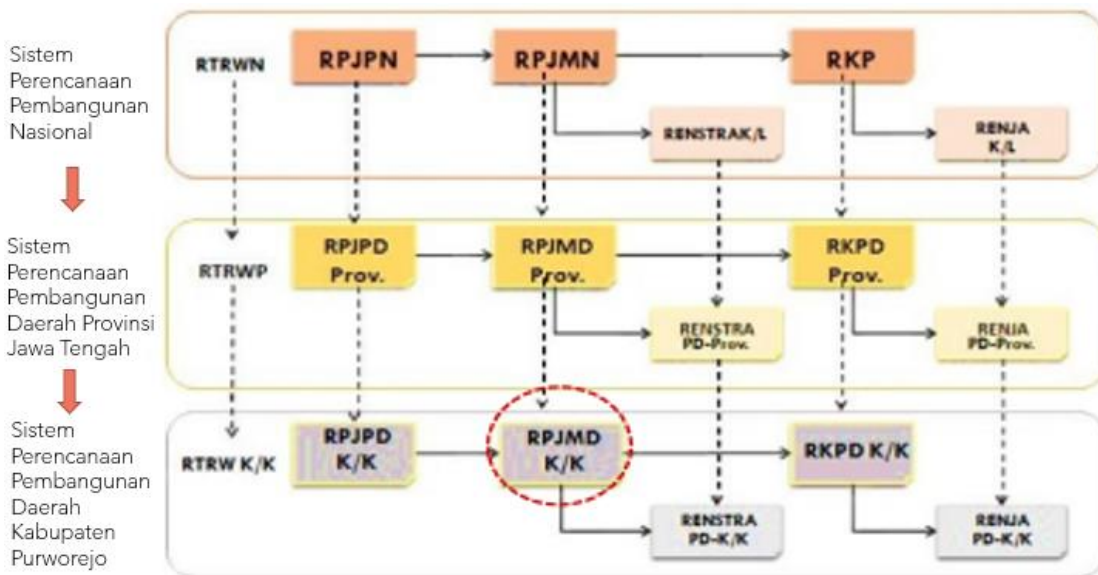 Sistem
Perencanaan
Pembangunan
Nasional
RTRWN
RPJPN
RPJMN
RKP
RENSTRAK/L
RENJA
K/L
Sistem
Perencanaan
Pembangunan
Daerah Provinsi
Jawa Tengah
RTRWP
RPJPD
Prov.
RPJMD
Prov.
RKPD
Prov.
RENSTRA
PD-Prov.
RENJA
PD-Prov.
Sistem
Perencanaan
Pembangunan
Daerah
Kabupaten
Purworejo
RTRW K/K
RPJPD
K/K
RPJMD
K/K
RKPD K/K
RENSTRA
PD-K/K
RENJA
PD-K/K